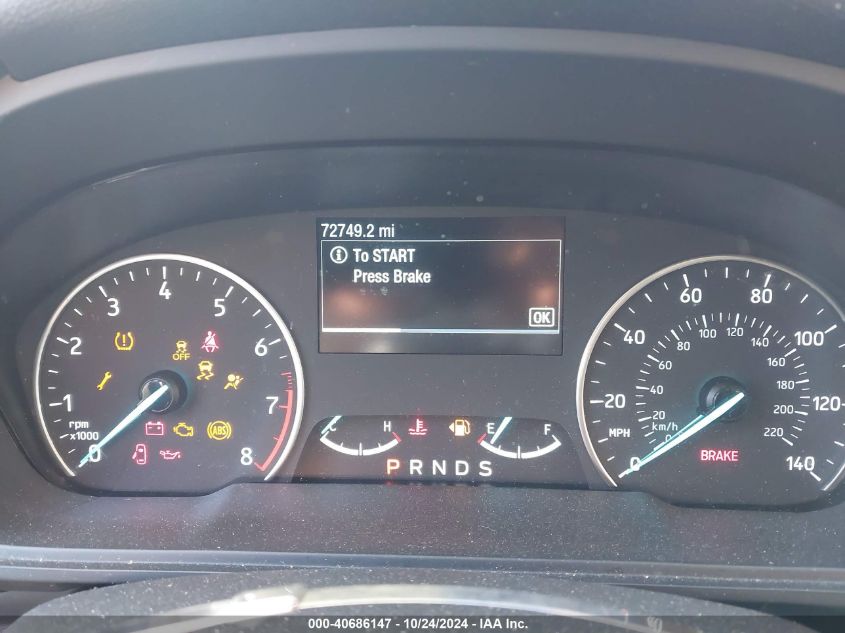 72749.2 mi
To START
Press Brake
OK
0 1 2 3 4 5 6 7 8
rpm
x1000
OFF
ABS
C H
E F
P R N D S
0 20 40 60 80 100 120 140
MPH
0 20 40 60 80 100 120 140 160 180 200 220
km/h
BRAKE
000-40686147 - 10/24/2024 - IAA Inc.